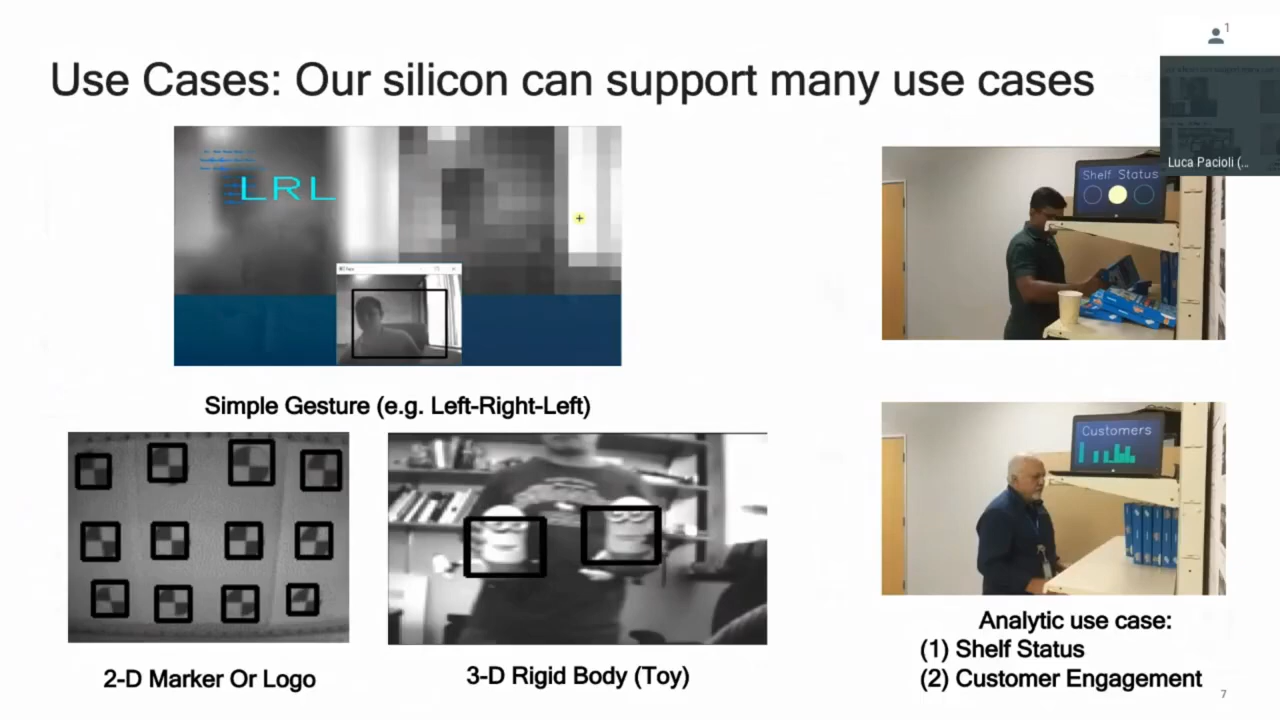 1
Use Cases: Our silicon can support many use cases
Luca Pacioli (...
LRL
Shelf Status
Simple Gesture (e.g. Left-Right-Left)
Customers
2-D Marker Or Logo
3-D Rigid Body (Toy)
Analytic use case:
(1) Shelf Status
(2) Customer Engagement
7